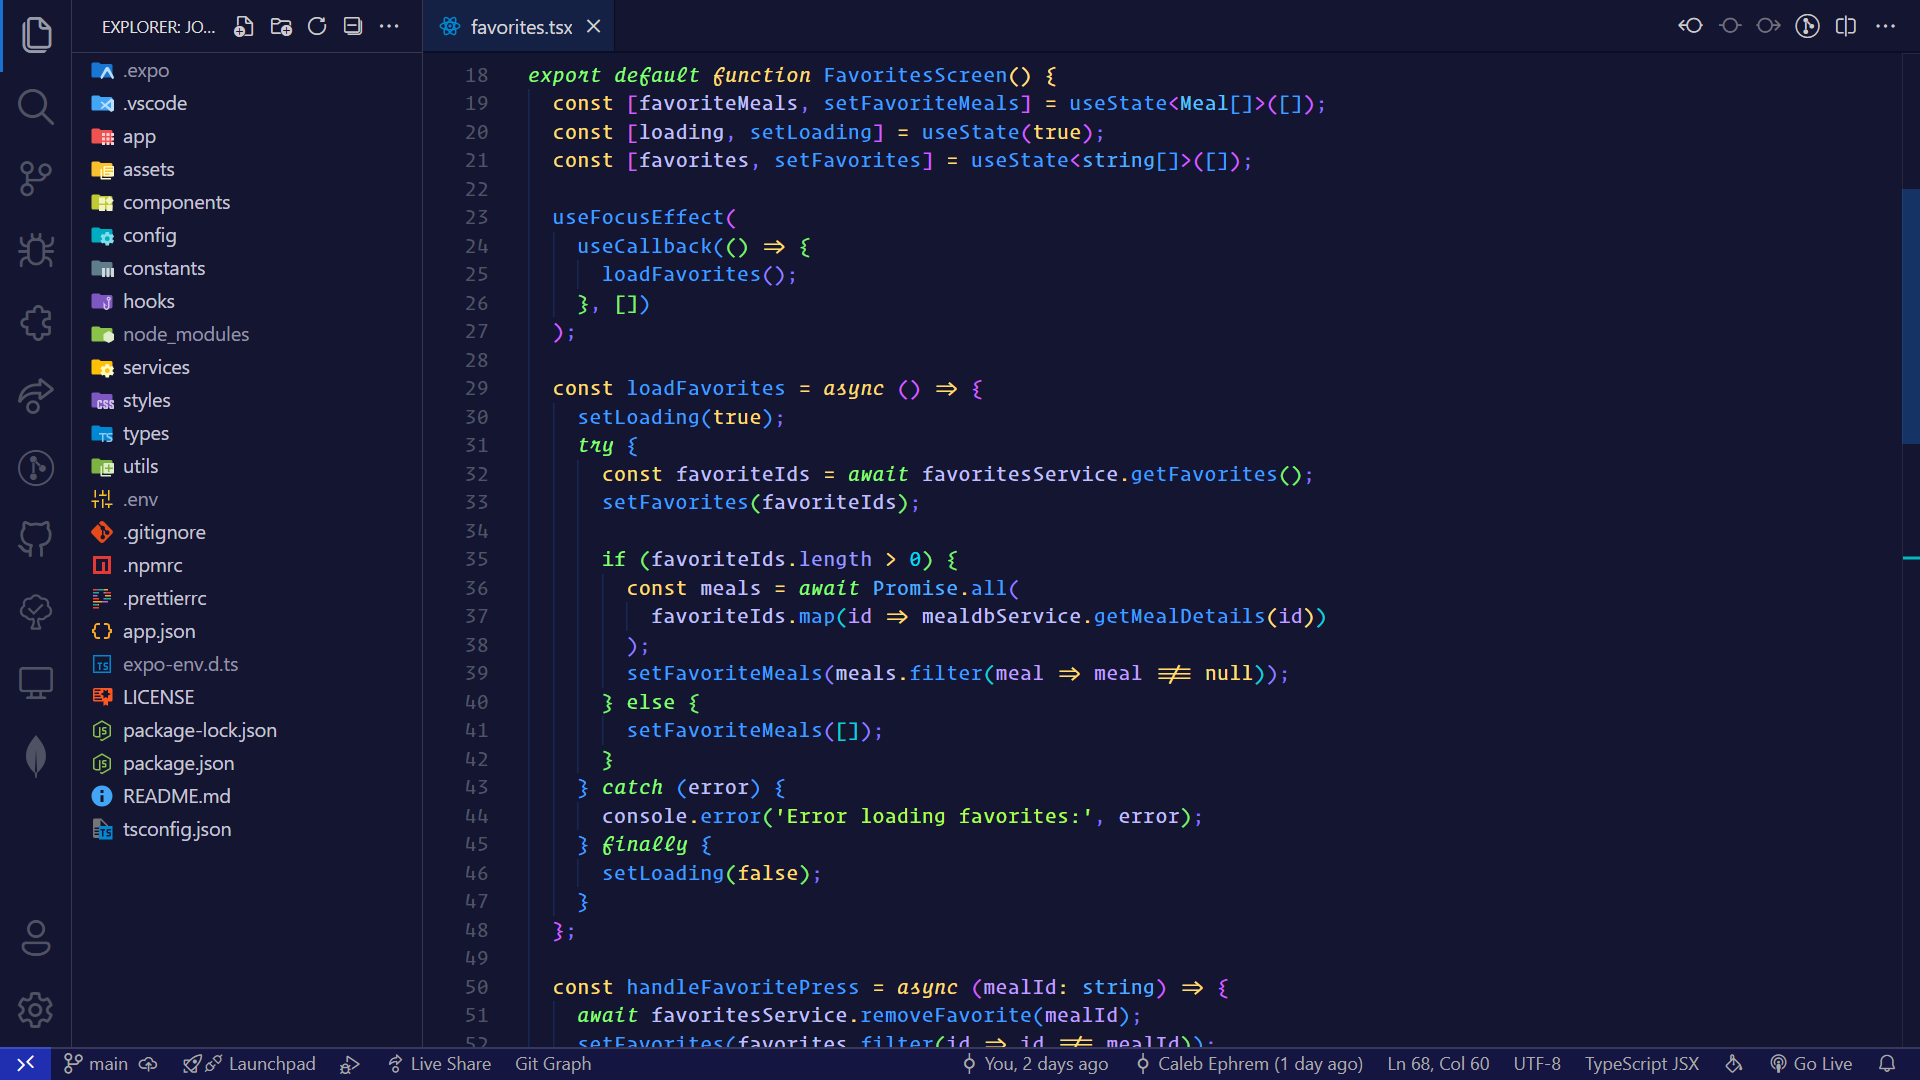 EXPLORER: JO...
favorites.tsx
.expo
.vscode
app
assets
components
config
constants
hooks
node_modules
services
styles
types
utils
.env
.gitignore
.npmrc
.prettierrc
app.json
expo-env.d.ts
LICENSE
package-lock.json
package.json
README.md
tsconfig.json
18 export default function FavoritesScreen() {
19   const [favoriteMeals, setFavoriteMeals] = useState<Meal[]>([]);
20   const [loading, setLoading] = useState(true);
21   const [favorites, setFavorites] = useState<string[]>([]);
22
23   useFocusEffect(
24     useCallback(() => {
25       loadFavorites();
26     }, [])
27   );
28
29   const loadFavorites = async () => {
30     setLoading(true);
31     try {
32       const favoriteIds = await favoritesService.getFavorites();
33       setFavorites(favoriteIds);
34
35       if (favoriteIds.length > 0) {
36         const meals = await Promise.all(
37           favoriteIds.map(id => mealdbService.getMealDetails(id))
38         );
39         setFavoriteMeals(meals.filter(meal => meal !== null));
40       } else {
41         setFavoriteMeals([]);
42       }
43     } catch (error) {
44       console.error('Error loading favorites:', error);
45     } finally {
46       setLoading(false);
47     }
48   };
49
50   const handleFavoritePress = async (mealId: string) => {
51     await favoritesService.removeFavorite(mealId);
52     setFavorites(favorites.filter(id => id !== mealId));
main Launchpad Live Share Git Graph You, 2 days ago Caleb Ephrem (1 day ago) Ln 68, Col 60 UTF-8 TypeScript JSX Go Live